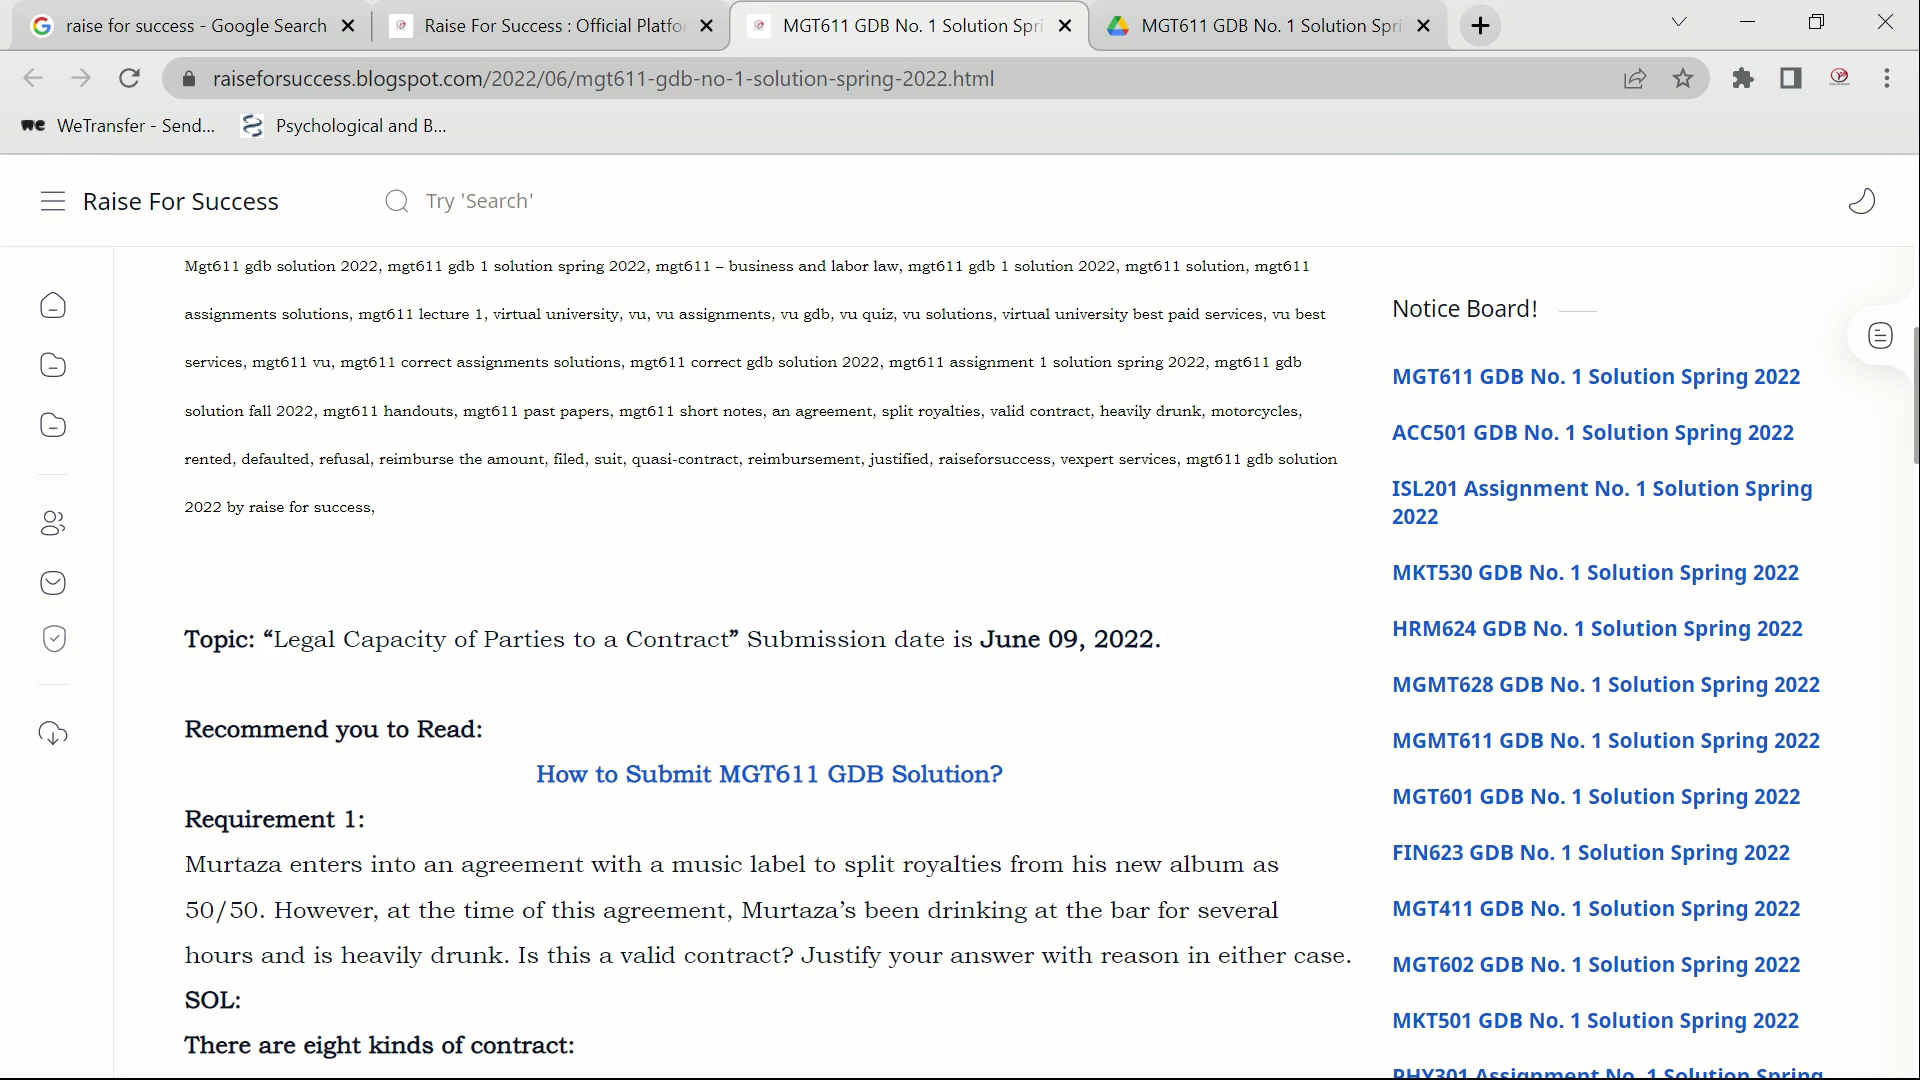 raise for success - Google Search
Raise For Success : Official Platfo
MGT611 GDB No. 1 Solution Spri
MGT611 GDB No. 1 Solution Spri
raiseforsuccess.blogspot.com/2022/06/mgt611-gdb-no-1-solution-spring-2022.html
we WeTransfer - Send...
Psychological and B...
Raise For Success
Try 'Search'
Mgt611 gdb solution 2022, mgt611 gdb 1 solution spring 2022, mgt611 – business and labor law, mgt611 gdb 1 solution 2022, mgt611 solution, mgt611
assignments solutions, mgt611 lecture 1, virtual university, vu, vu assignments, vu gdb, vu quiz, vu solutions, virtual university best paid services, vu best
services, mgt611 vu, mgt611 correct assignments solutions, mgt611 correct gdb solution 2022, mgt611 assignment 1 solution spring 2022, mgt611 gdb
solution fall 2022, mgt611 handouts, mgt611 past papers, mgt611 short notes, an agreement, split royalties, valid contract, heavily drunk, motorcycles,
rented, defaulted, refusal, reimburse the amount, filed, suit, quasi-contract, reimbursement, justified, raiseforsuccess, vexpert services, mgt611 gdb solution
2022 by raise for success,
Topic: “Legal Capacity of Parties to a Contract” Submission date is June 09, 2022.
Recommend you to Read:
How to Submit MGT611 GDB Solution?
Requirement 1:
Murtaza enters into an agreement with a music label to split royalties from his new album as
50/50. However, at the time of this agreement, Murtaza’s been drinking at the bar for several
hours and is heavily drunk. Is this a valid contract? Justify your answer with reason in either case.
SOL:
There are eight kinds of contract:
Notice Board!
MGT611 GDB No. 1 Solution Spring 2022
ACC501 GDB No. 1 Solution Spring 2022
ISL201 Assignment No. 1 Solution Spring
2022
MKT530 GDB No. 1 Solution Spring 2022
HRM624 GDB No. 1 Solution Spring 2022
MGMT628 GDB No. 1 Solution Spring 2022
MGMT611 GDB No. 1 Solution Spring 2022
MGT601 GDB No. 1 Solution Spring 2022
FIN623 GDB No. 1 Solution Spring 2022
MGT411 GDB No. 1 Solution Spring 2022
MGT602 GDB No. 1 Solution Spring 2022
MKT501 GDB No. 1 Solution Spring 2022
PHY301 Assignment No. 1 Solution Spring